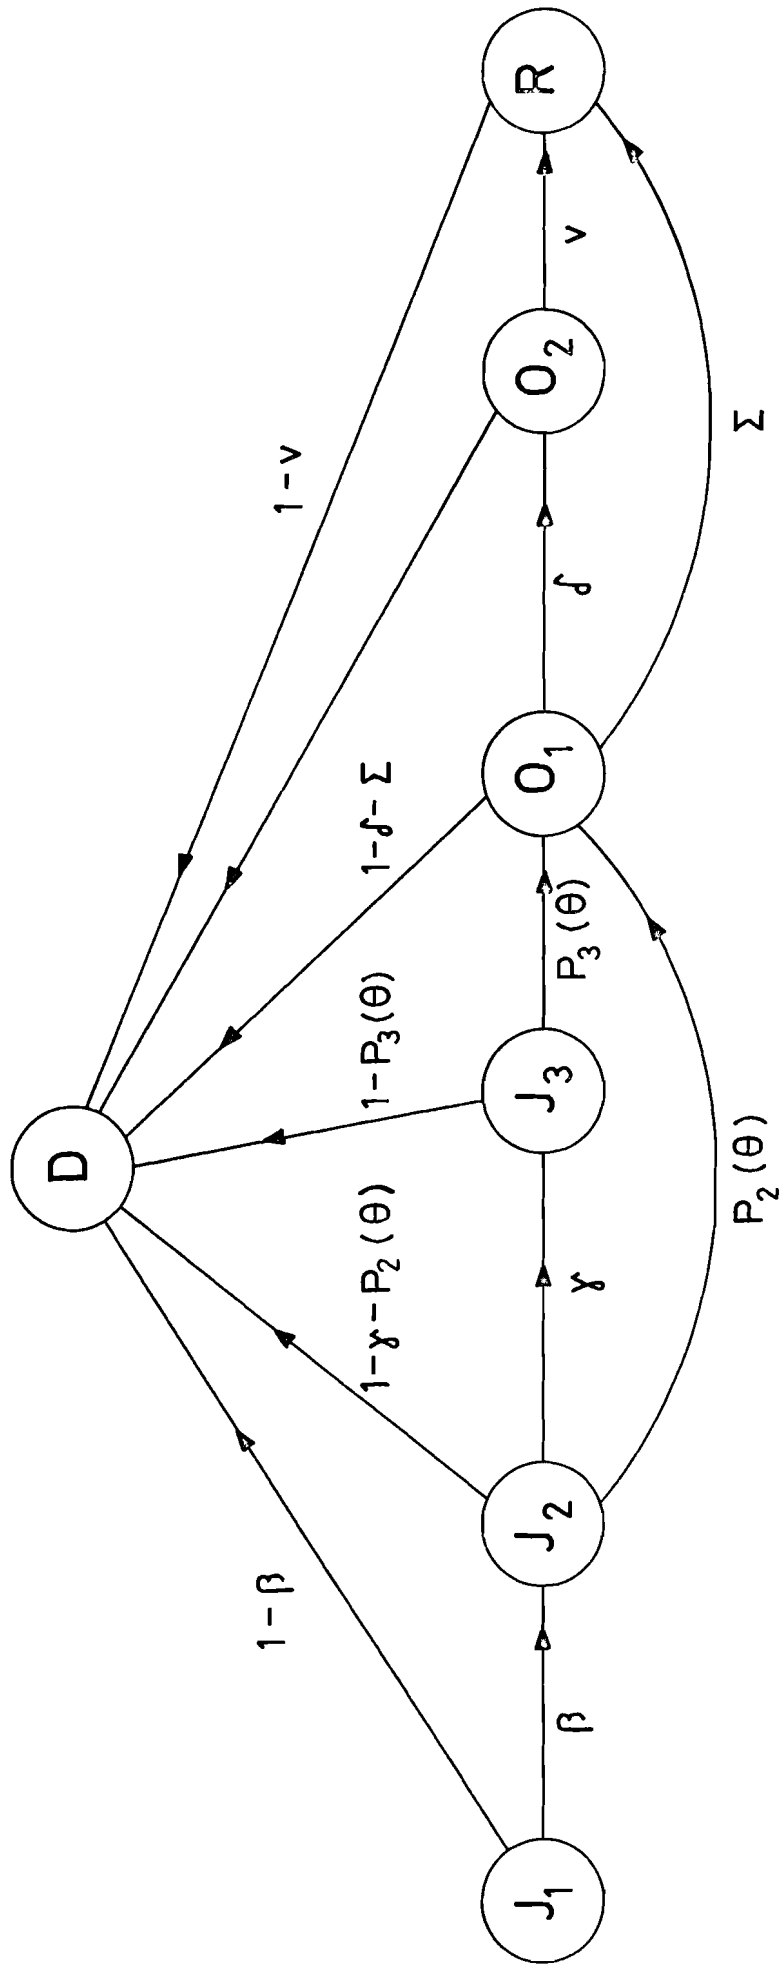 D
1-β
1-γ-P₂(θ)
1-P₃(θ)
1-δ-Σ
1-ν
J₁
β
J₂
γ
J₃
P₃(θ)
O₁
δ
O₂
ν
R
P₂(θ)
Σ